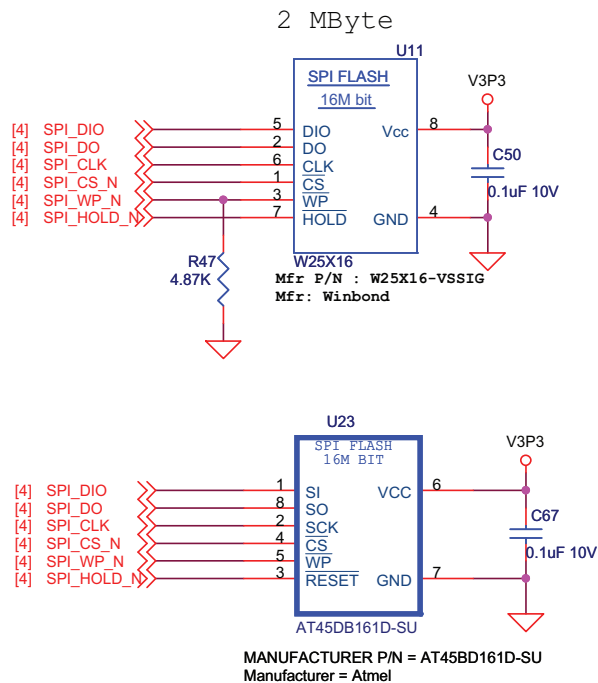 2 MByte
U11
SPI FLASH
16M bit
V3P3
[4] SPI_DIO 5 DIO Vcc 8
[4] SPI_DO 2 DO
[4] SPI_CLK 6 CLK
[4] SPI_CS_N 1 CS
[4] SPI_WP_N 3 WP
[4] SPI_HOLD_N 7 HOLD GND 4
C50
0.1uF 10V
R47
4.87K
W25X16
Mfr P/N : W25X16-VSSIG
Mfr: Winbond
U23
SPI FLASH
16M BIT
V3P3
[4] SPI_DIO 1 SI VCC 6
[4] SPI_DO 8 SO
[4] SPI_CLK 2 SCK
[4] SPI_CS_N 4 CS
[4] SPI_WP_N 5 WP
[4] SPI_HOLD_N 3 RESET GND 7
C67
0.1uF 10V
AT45DB161D-SU
MANUFACTURER P/N = AT45BD161D-SU
Manufacturer = Atmel